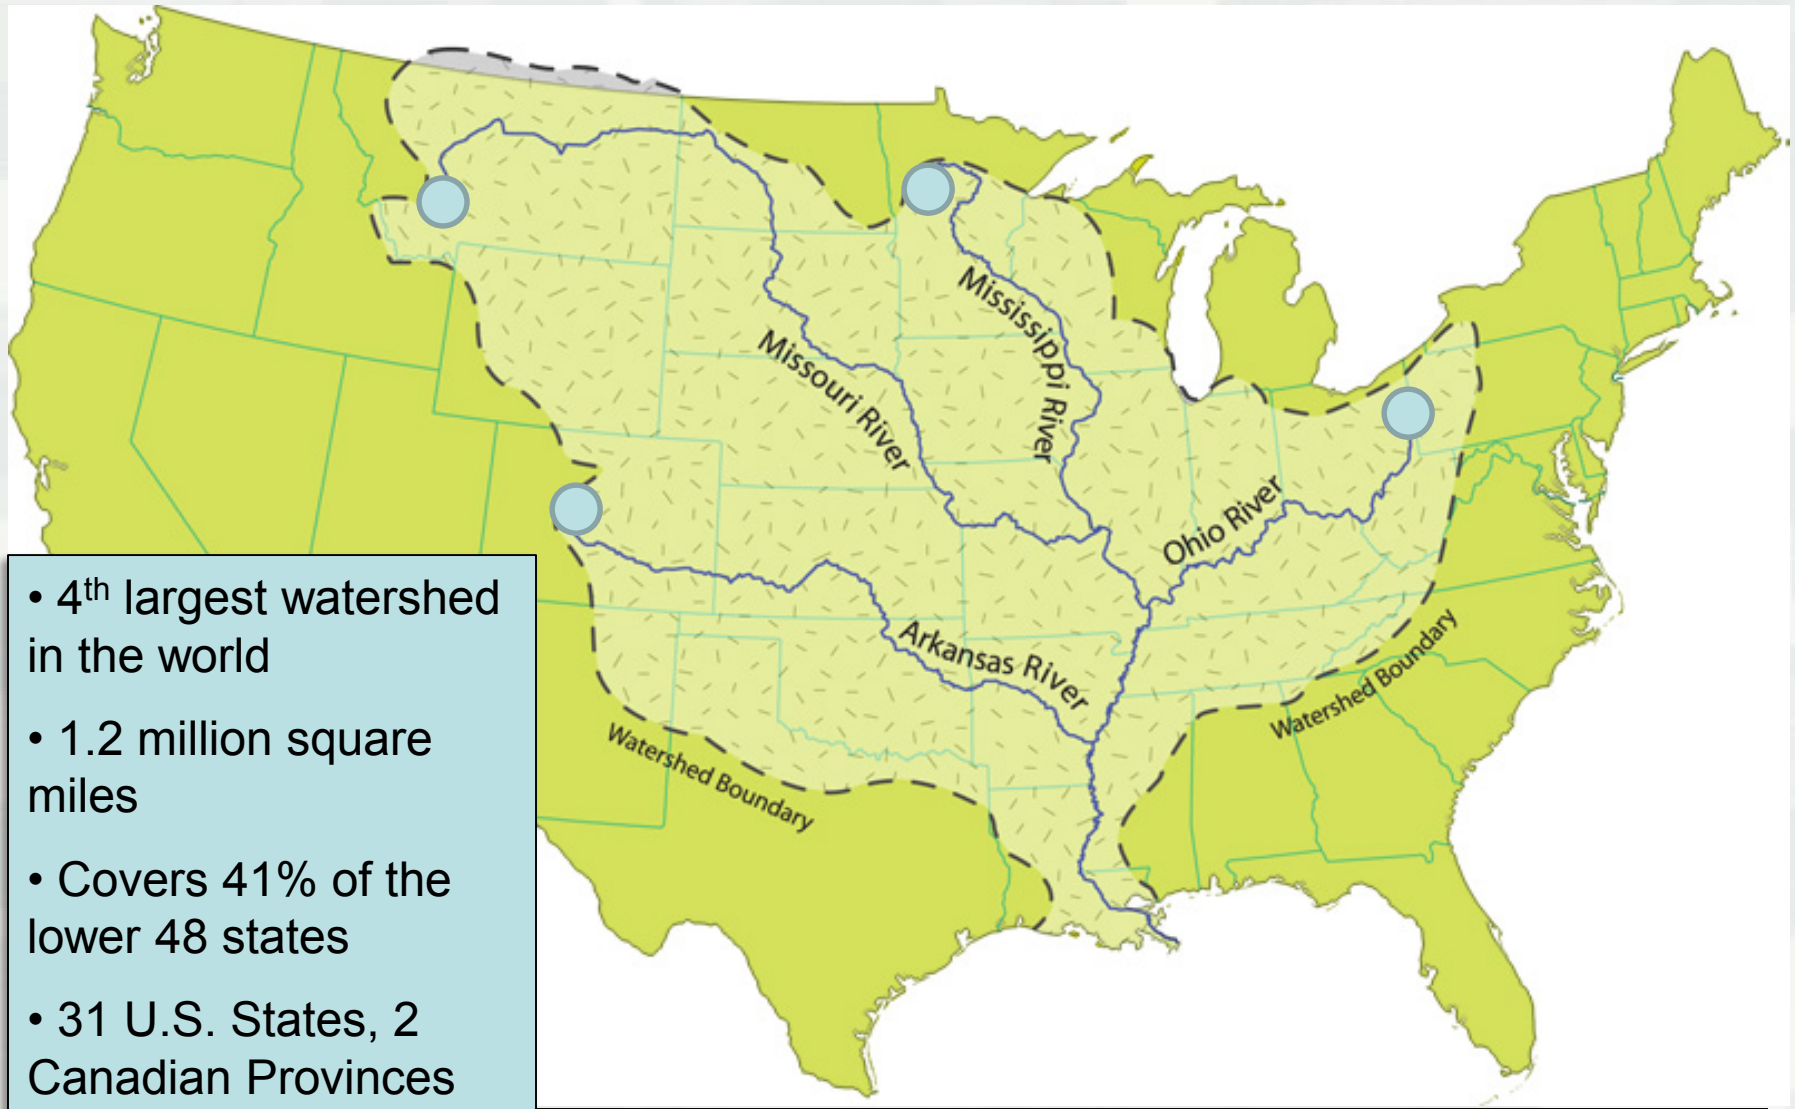 Mississippi River
Missouri River
Ohio River
Arkansas River
Watershed Boundary
Watershed Boundary
• 4th largest watershed
in the world
• 1.2 million square
miles
• Covers 41% of the
lower 48 states
• 31 U.S. States, 2
Canadian Provinces